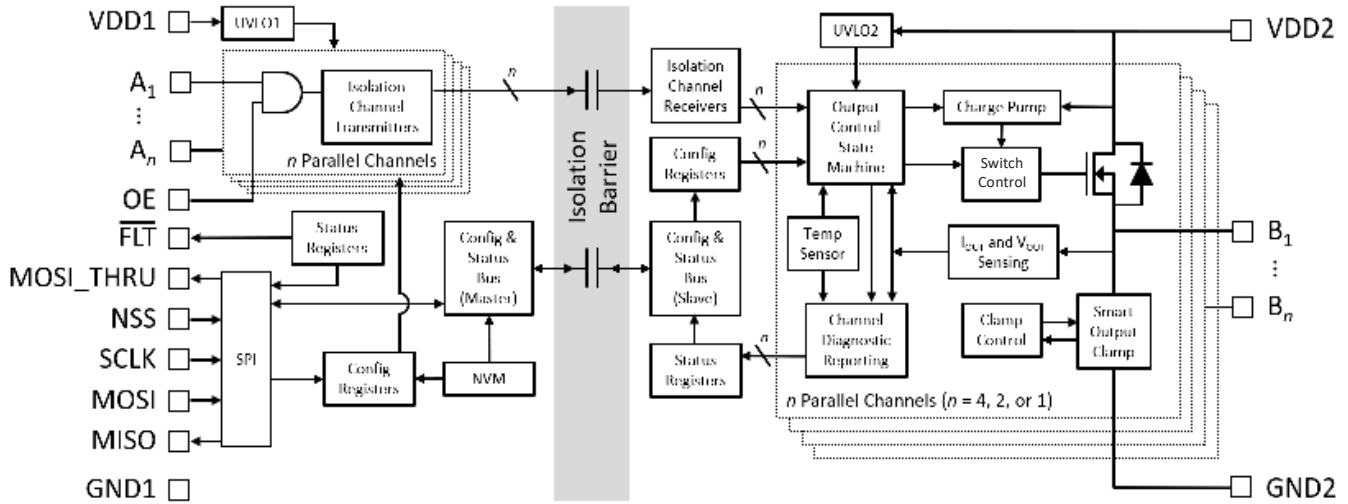 VDD1
UVLO1
A1
⋮
An
OE
FLT
MOSI_THRU
NSS
SCLK
MOSI
MISO
GND1
Isolation
Channel
Transmitters
n Parallel Channels
Status
Registers
SPI
Config &
Status
Bus
(Master)
Config
Registers
NVM
n
Isolation
Barrier
Isolation
Channel
Receivers
n
Config
Registers
n
Config &
Status
Bus
(Slave)
Status
Registers
n
UVLO2
Output
Control
State
Machine
Charge Pump
Switch
Control
Temp
Sensor
IOUT and VOUT
Sensing
Channel
Diagnostic
Reporting
Clamp
Control
Smart
Output
Clamp
n Parallel Channels (n = 4, 2, or 1)
VDD2
B1
⋮
Bn
GND2